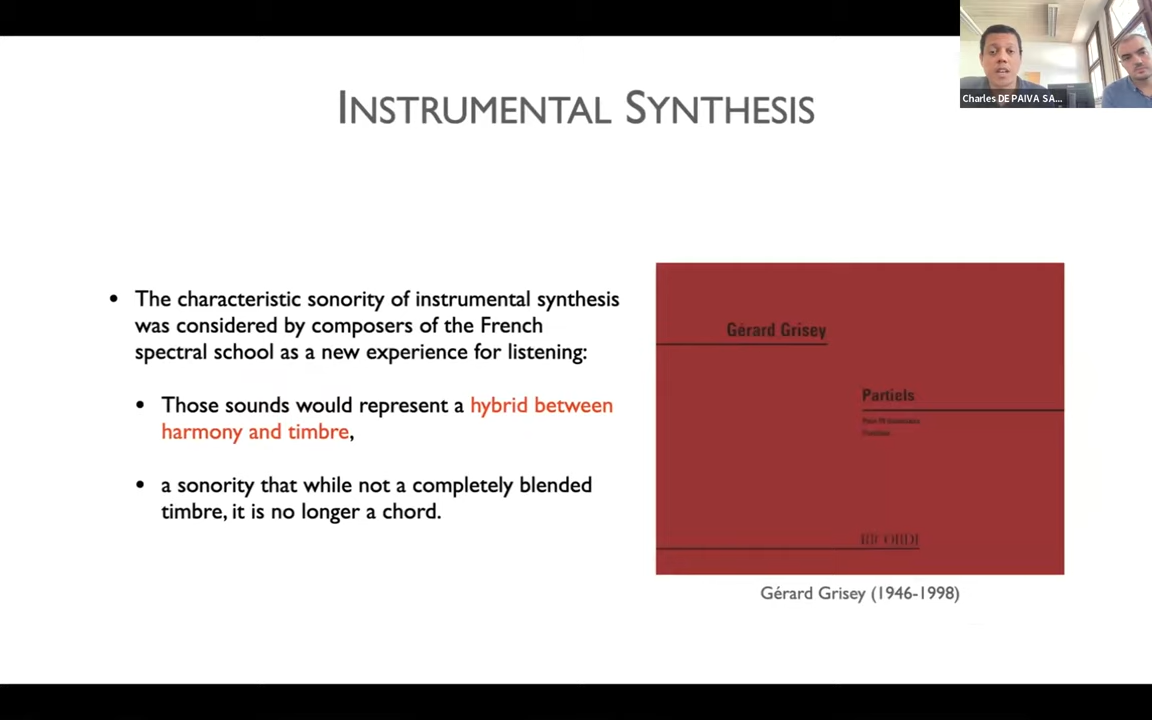 INSTRUMENTAL SYNTHESIS
Charles DE PAIVA SA...
• The characteristic sonority of instrumental synthesis
was considered by composers of the French
spectral school as a new experience for listening:
• Those sounds would represent a hybrid between
harmony and timbre,
• a sonority that while not a completely blended
timbre, it is no longer a chord.
Gérard Grisey
Partiels
RICORDI
Gérard Grisey (1946-1998)